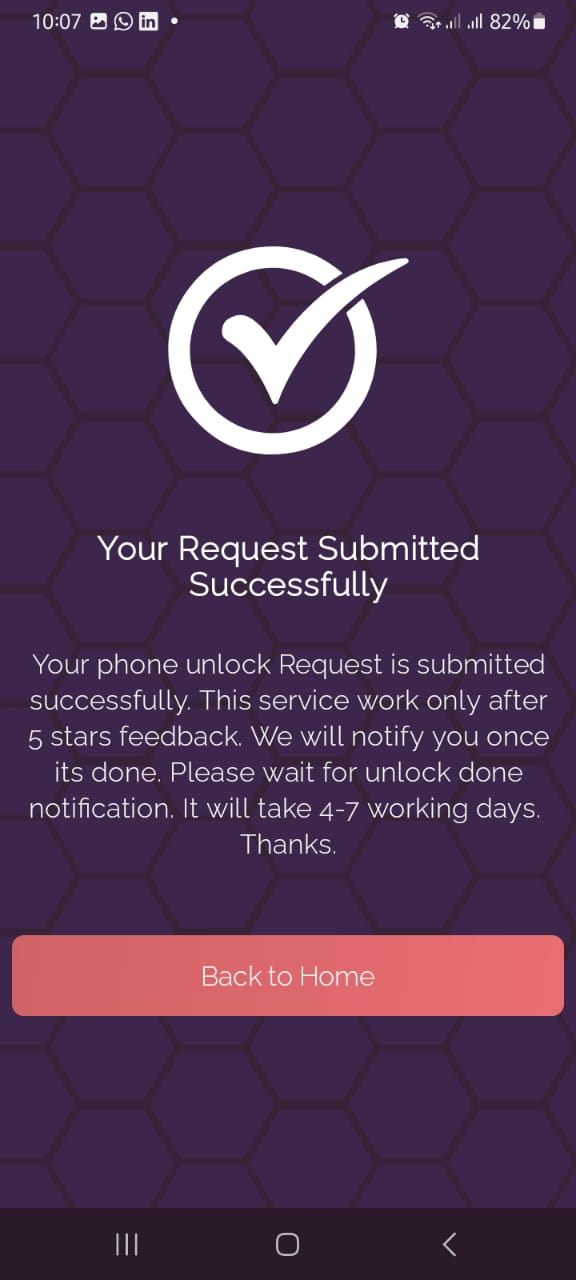 10:07
82%
Your Request Submitted
Successfully
Your phone unlock Request is submitted
successfully. This service work only after
5 stars feedback. We will notify you once
its done. Please wait for unlock done
notification. It will take 4-7 working days.
Thanks.
Back to Home